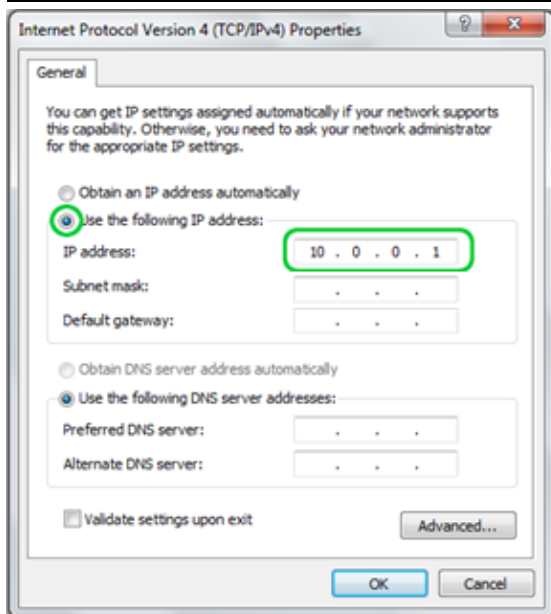 Internet Protocol Version 4 (TCP/IPv4) Properties
General
You can get IP settings assigned automatically if your network supports
this capability. Otherwise, you need to ask your network administrator
for the appropriate IP settings.
Obtain an IP address automatically
Use the following IP address:
IP address: 10 . 0 . 0 . 1
Subnet mask: . . .
Default gateway: . . .
Obtain DNS server address automatically
Use the following DNS server addresses:
Preferred DNS server: . . .
Alternate DNS server: . . .
Validate settings upon exit Advanced...
OK Cancel